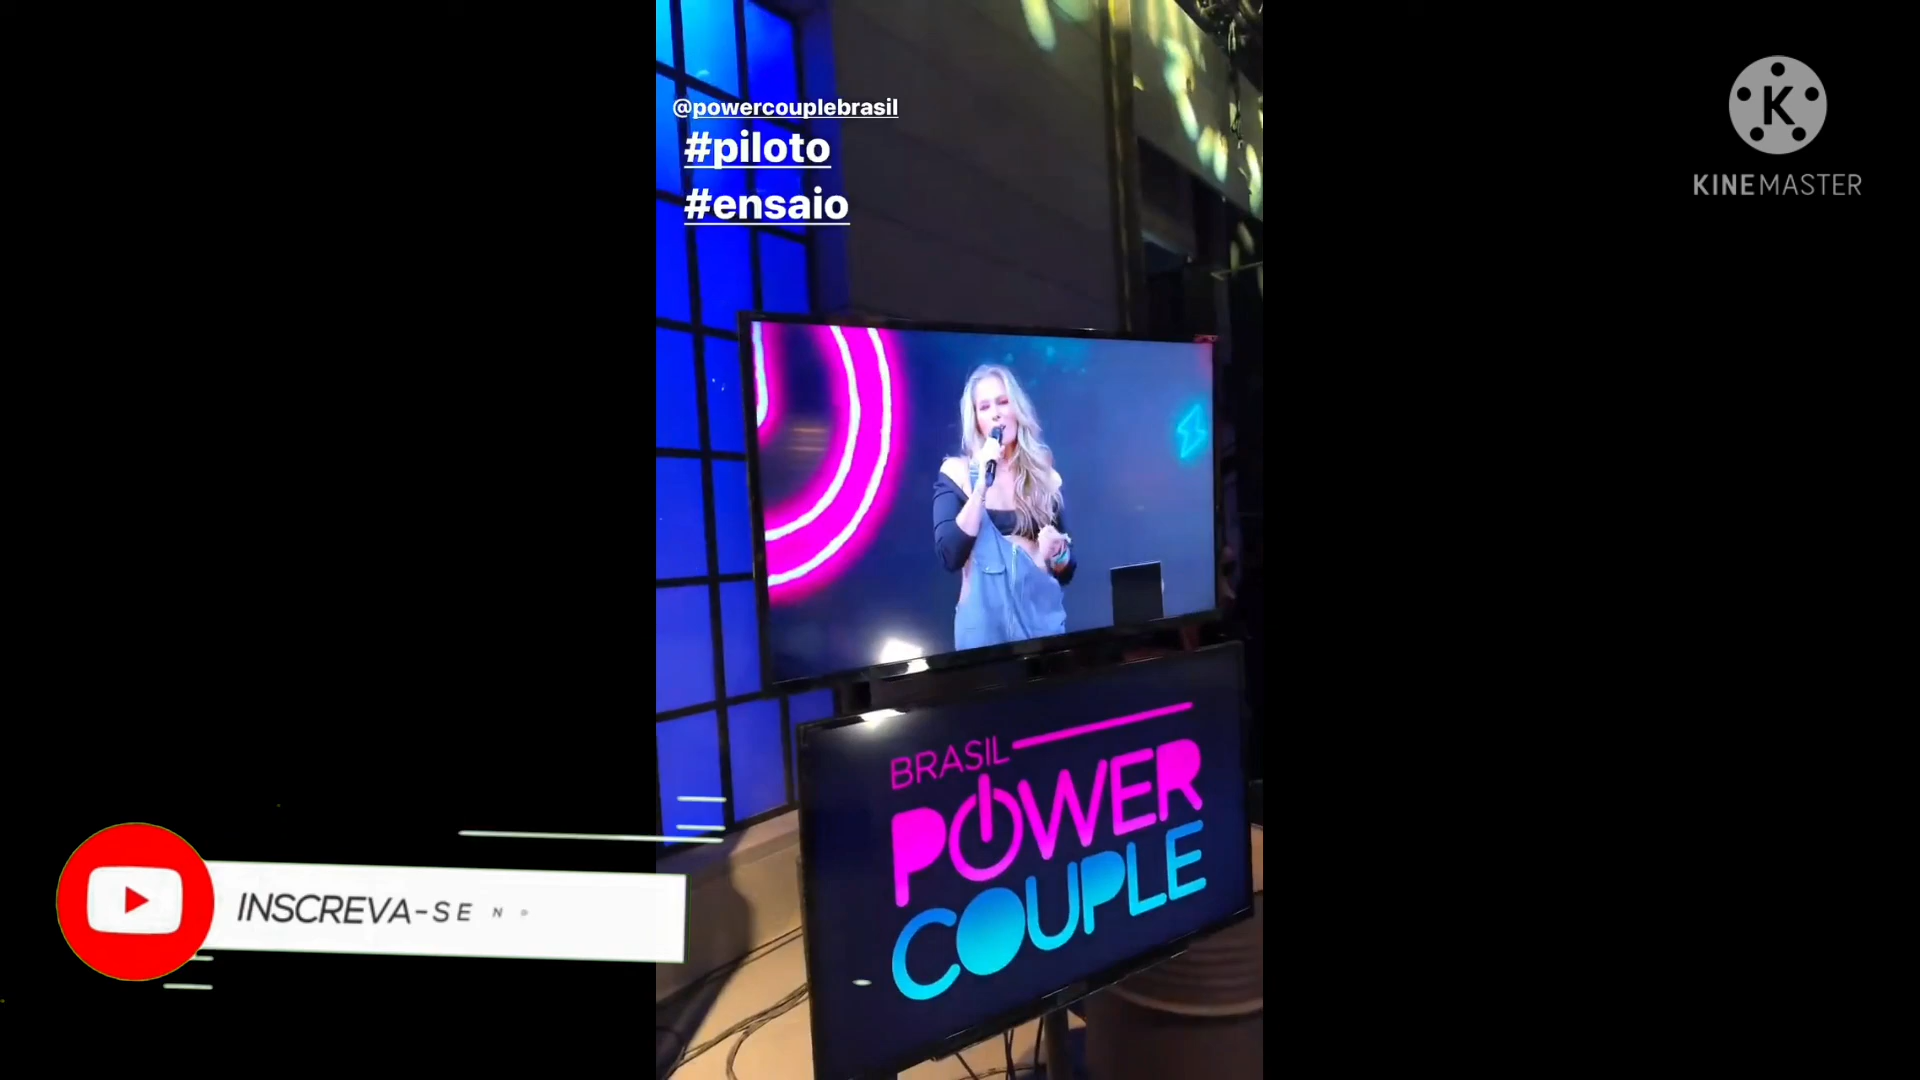 @powercouplebrasil
#piloto
#ensaio
K
KINEMASTER
BRASIL
POWER
COUPLE
INSCREVA-SE N